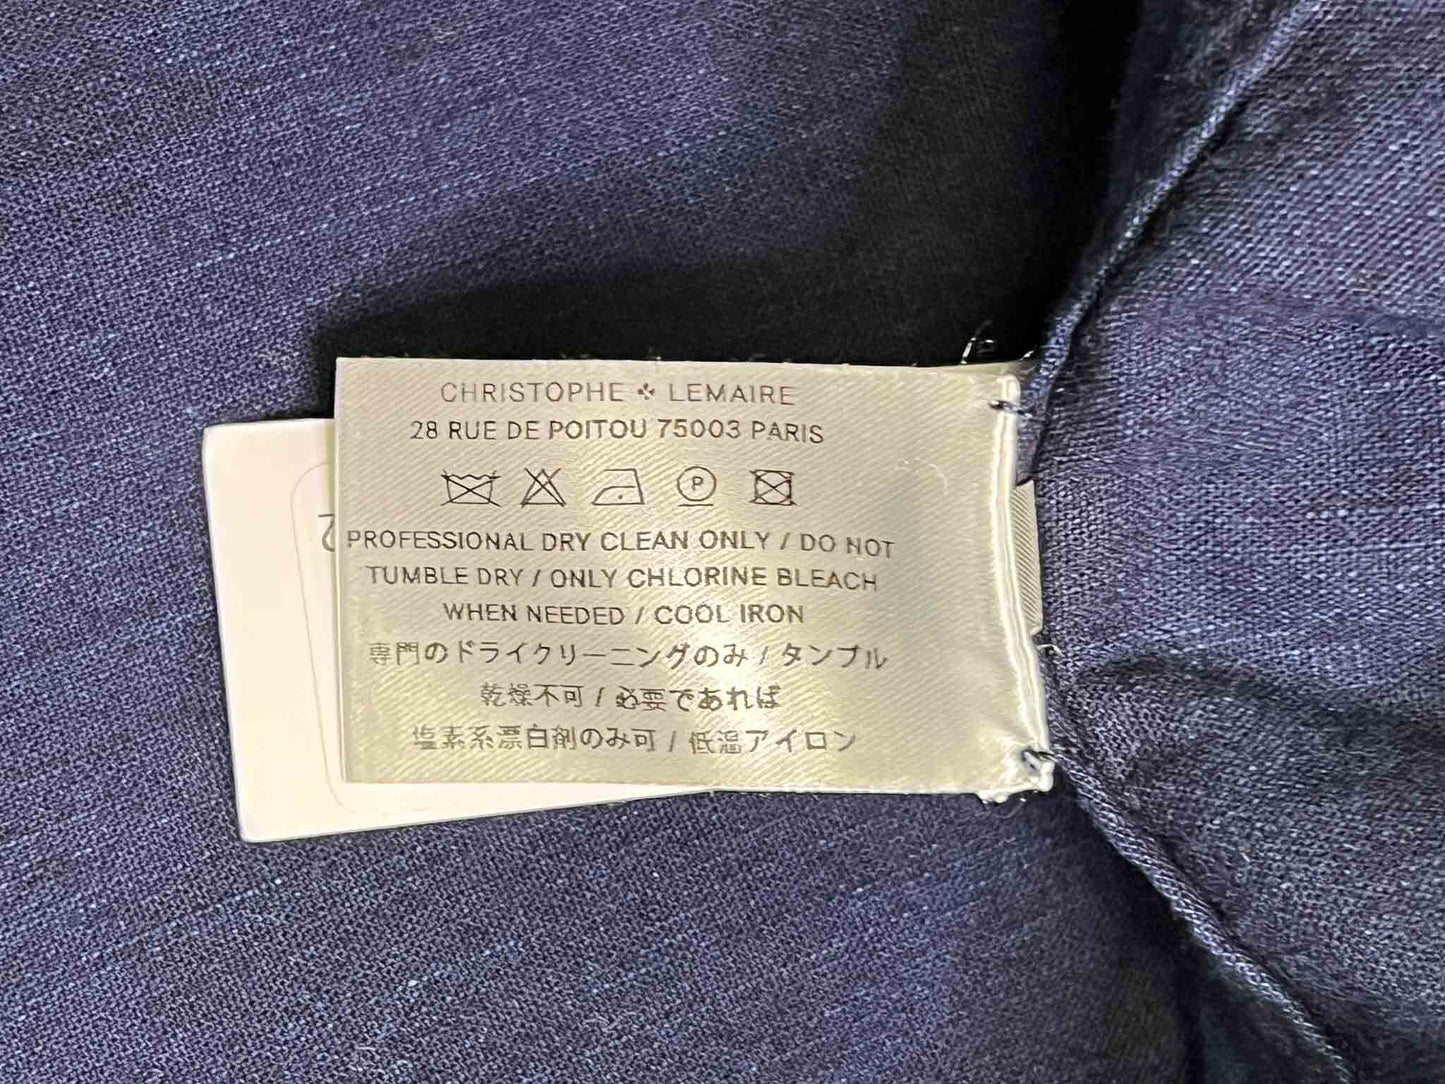 CHRISTOPHE LEMAIRE
28 RUE DE POITOU 75003 PARIS
P
PROFESSIONAL DRY CLEAN ONLY / DO NOT
TUMBLE DRY / ONLY CHLORINE BLEACH
WHEN NEEDED / COOL IRON
専門のドライクリーニングのみ / タンブル
乾燥不可 / 必要であれば
塩素系漂白剤のみ可 / 低温アイロン